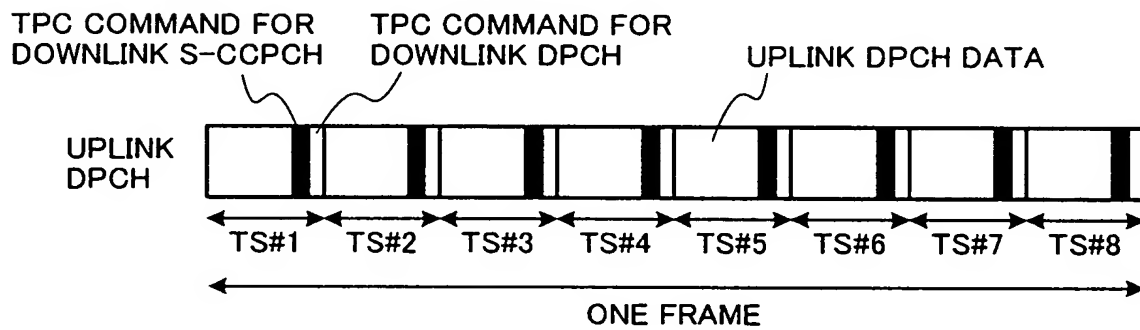 TPC COMMAND FOR
DOWNLINK S-CCPCH
TPC COMMAND FOR
DOWNLINK DPCH
UPLINK DPCH DATA
UPLINK
DPCH
TS#1 TS#2 TS#3 TS#4 TS#5 TS#6 TS#7 TS#8
ONE FRAME